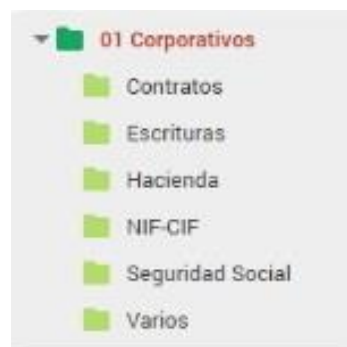 01 Corporativos
Contratos
Escrituras
Hacienda
NIF-CIF
Seguridad Social
Varios